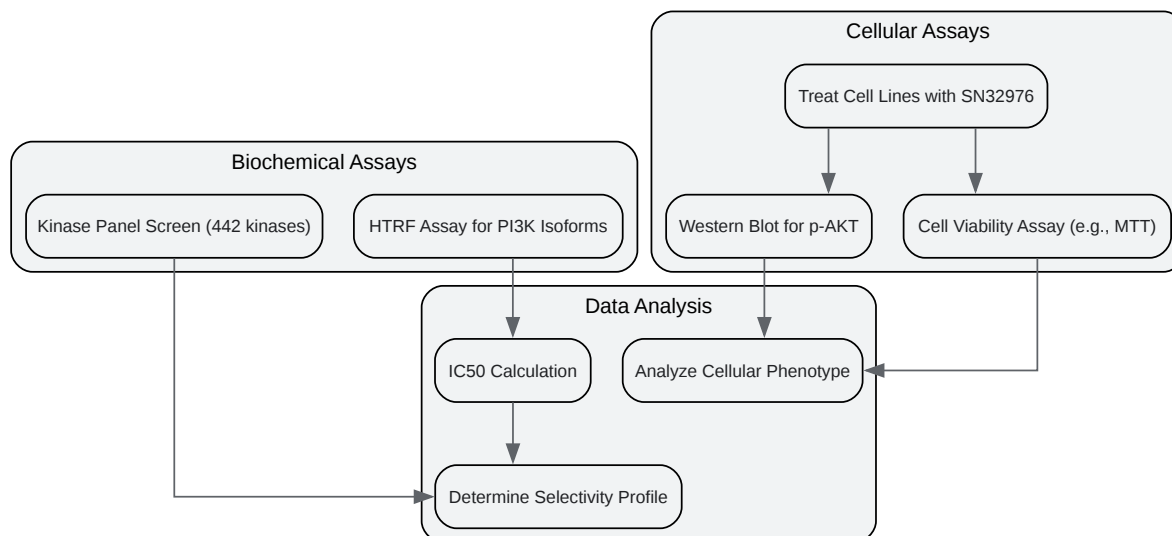 Cellular Assays
Treat Cell Lines with SN32976
Biochemical Assays
Kinase Panel Screen (442 kinases)
HTRF Assay for PI3K Isoforms
Western Blot for p-AKT
Cell Viability Assay (e.g., MTT)
Data Analysis
IC50 Calculation
Analyze Cellular Phenotype
Determine Selectivity Profile